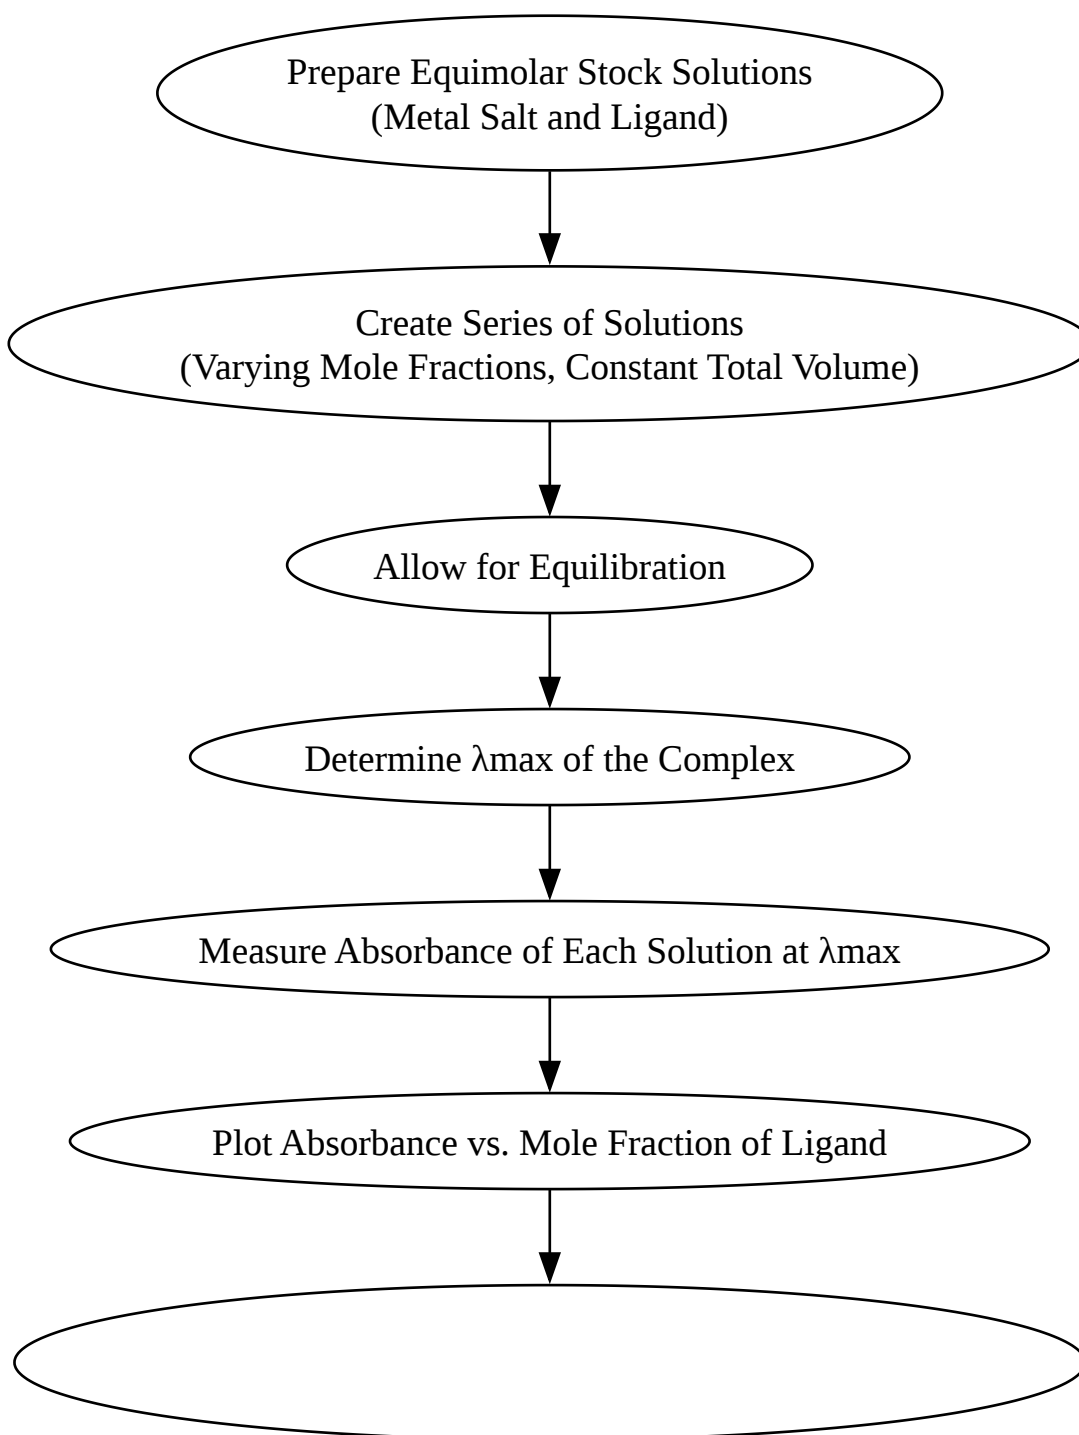 Prepare Equimolar Stock Solutions
(Metal Salt and Ligand)
Create Series of Solutions
(Varying Mole Fractions, Constant Total Volume)
Allow for Equilibration
Determine λmax of the Complex
Measure Absorbance of Each Solution at λmax
Plot Absorbance vs. Mole Fraction of Ligand